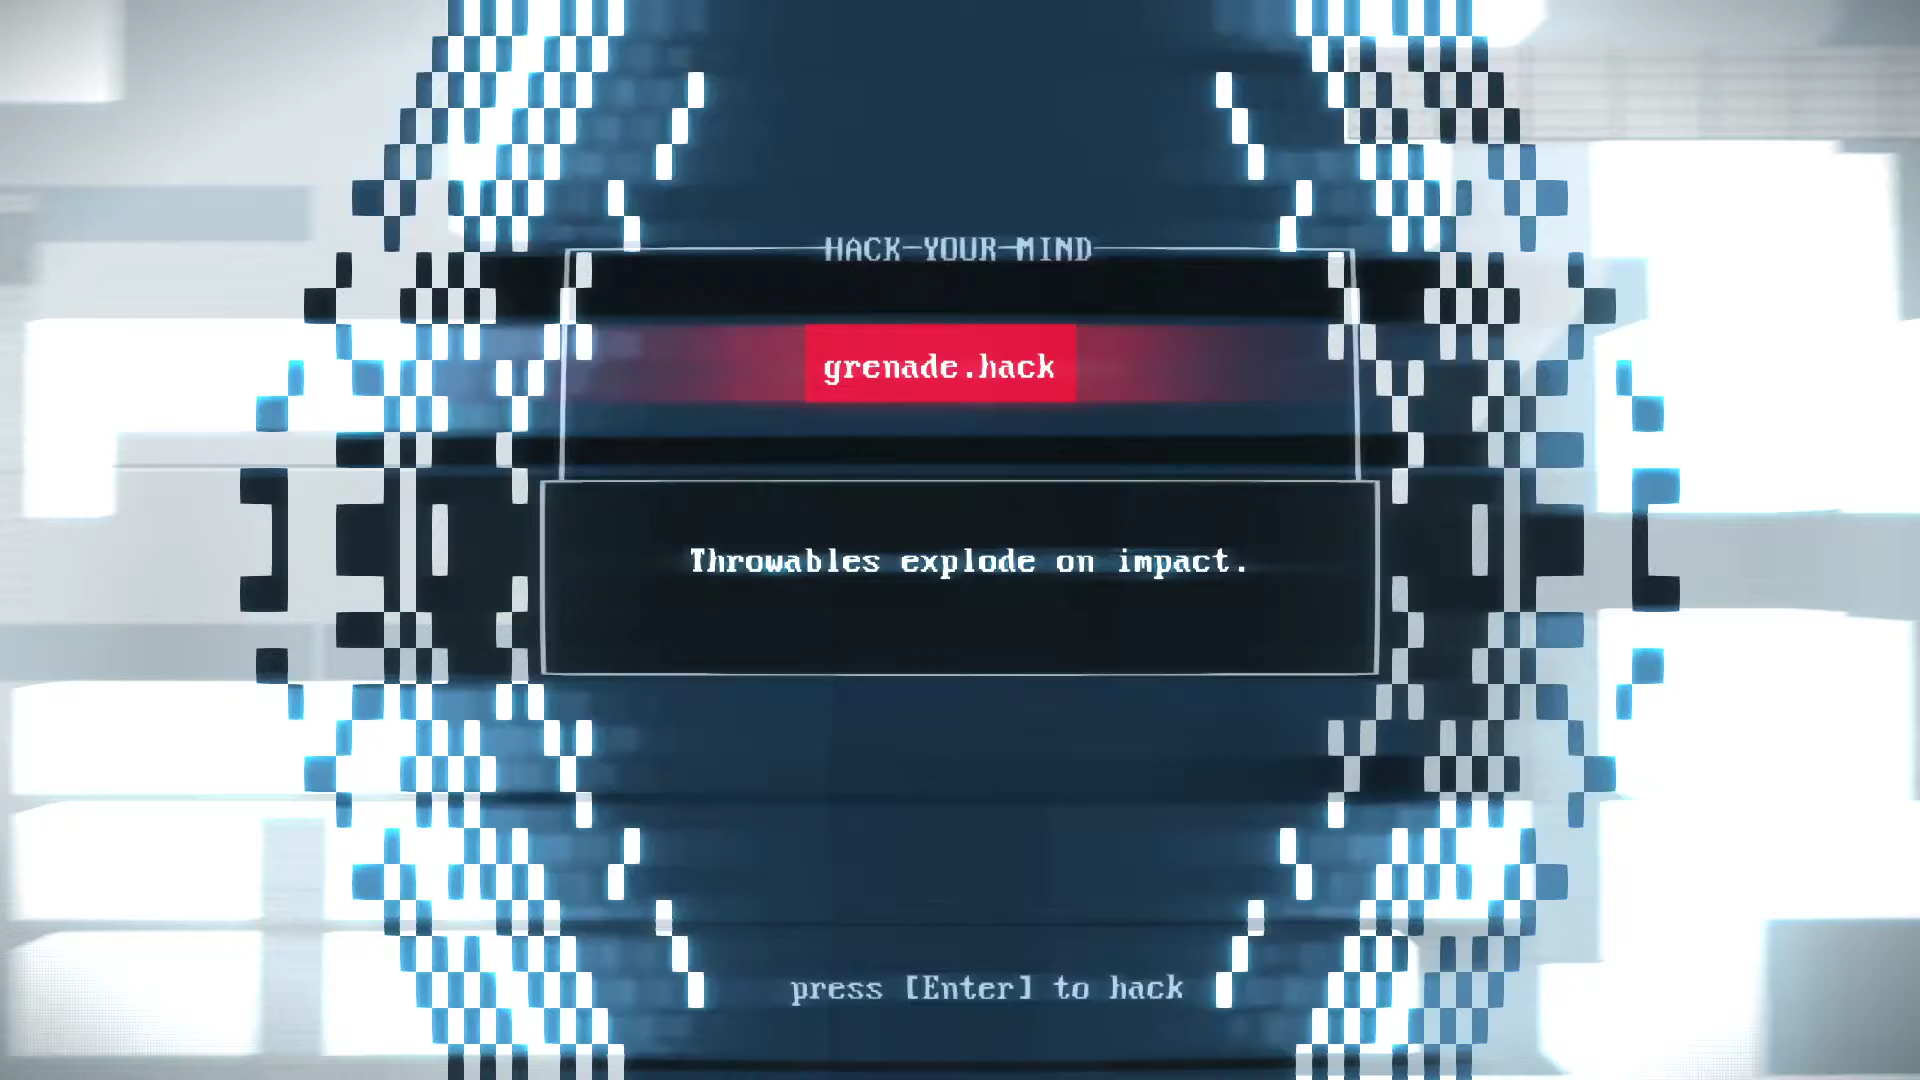 HACK-YOUR-MIND
grenade.hack
Throwables explode on impact.
press [Enter] to hack